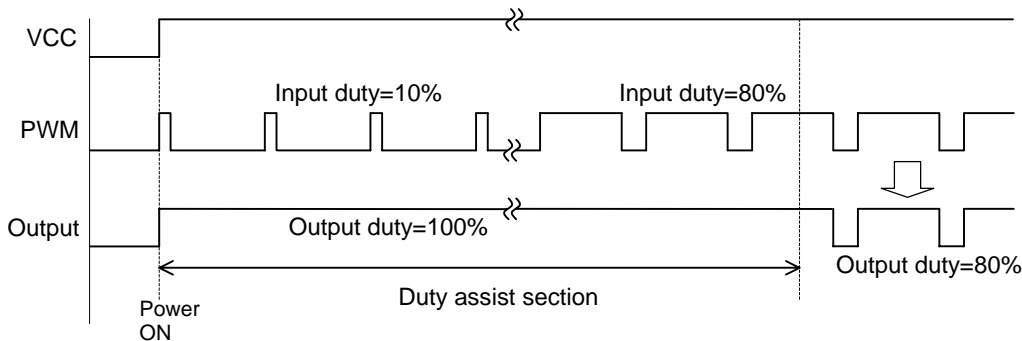 VCC
Input duty=10%
Input duty=80%
PWM
Output
Output duty=100%
Output duty=80%
Duty assist section
Power
ON